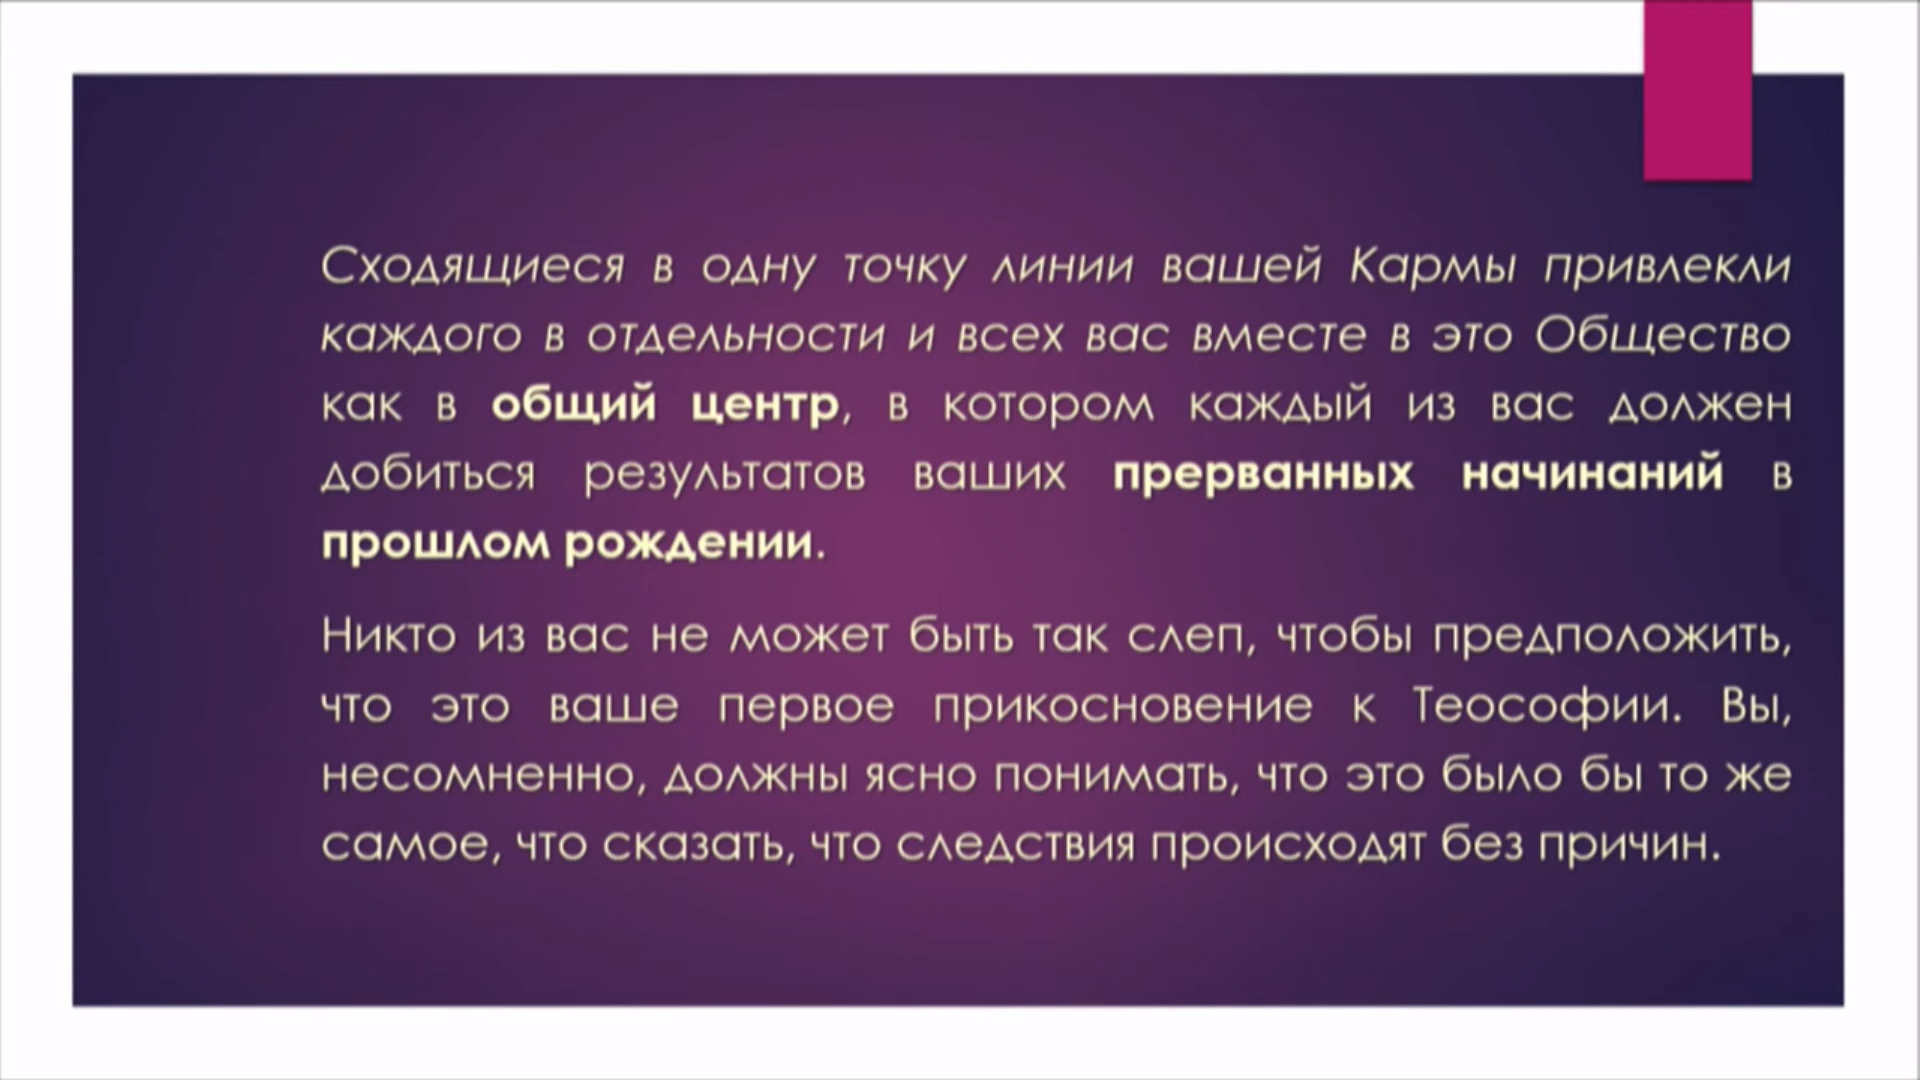 Сходящиеся в одну точку линии вашей Кармы привлекли
каждого в отдельности и всех вас вместе в это Общество
как в общий центр, в котором каждый из вас должен
добиться результатов ваших прерванных начинаний в
прошлом рождении.
Никто из вас не может быть так слеп, чтобы предположить,
что это ваше первое прикосновение к Теософии. Вы,
несомненно, должны ясно понимать, что это было бы то же
самое, что сказать, что следствия происходят без причин.